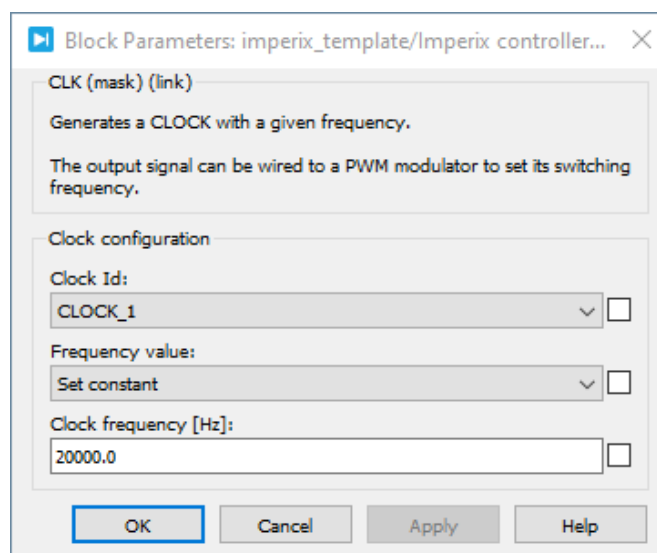 Block Parameters: imperix_template/Imperix controller...
CLK (mask) (link)
Generates a CLOCK with a given frequency.
The output signal can be wired to a PWM modulator to set its switching
frequency.
Clock configuration
Clock Id:
CLOCK_1
Frequency value:
Set constant
Clock frequency [Hz]:
20000.0
OK Cancel Apply Help